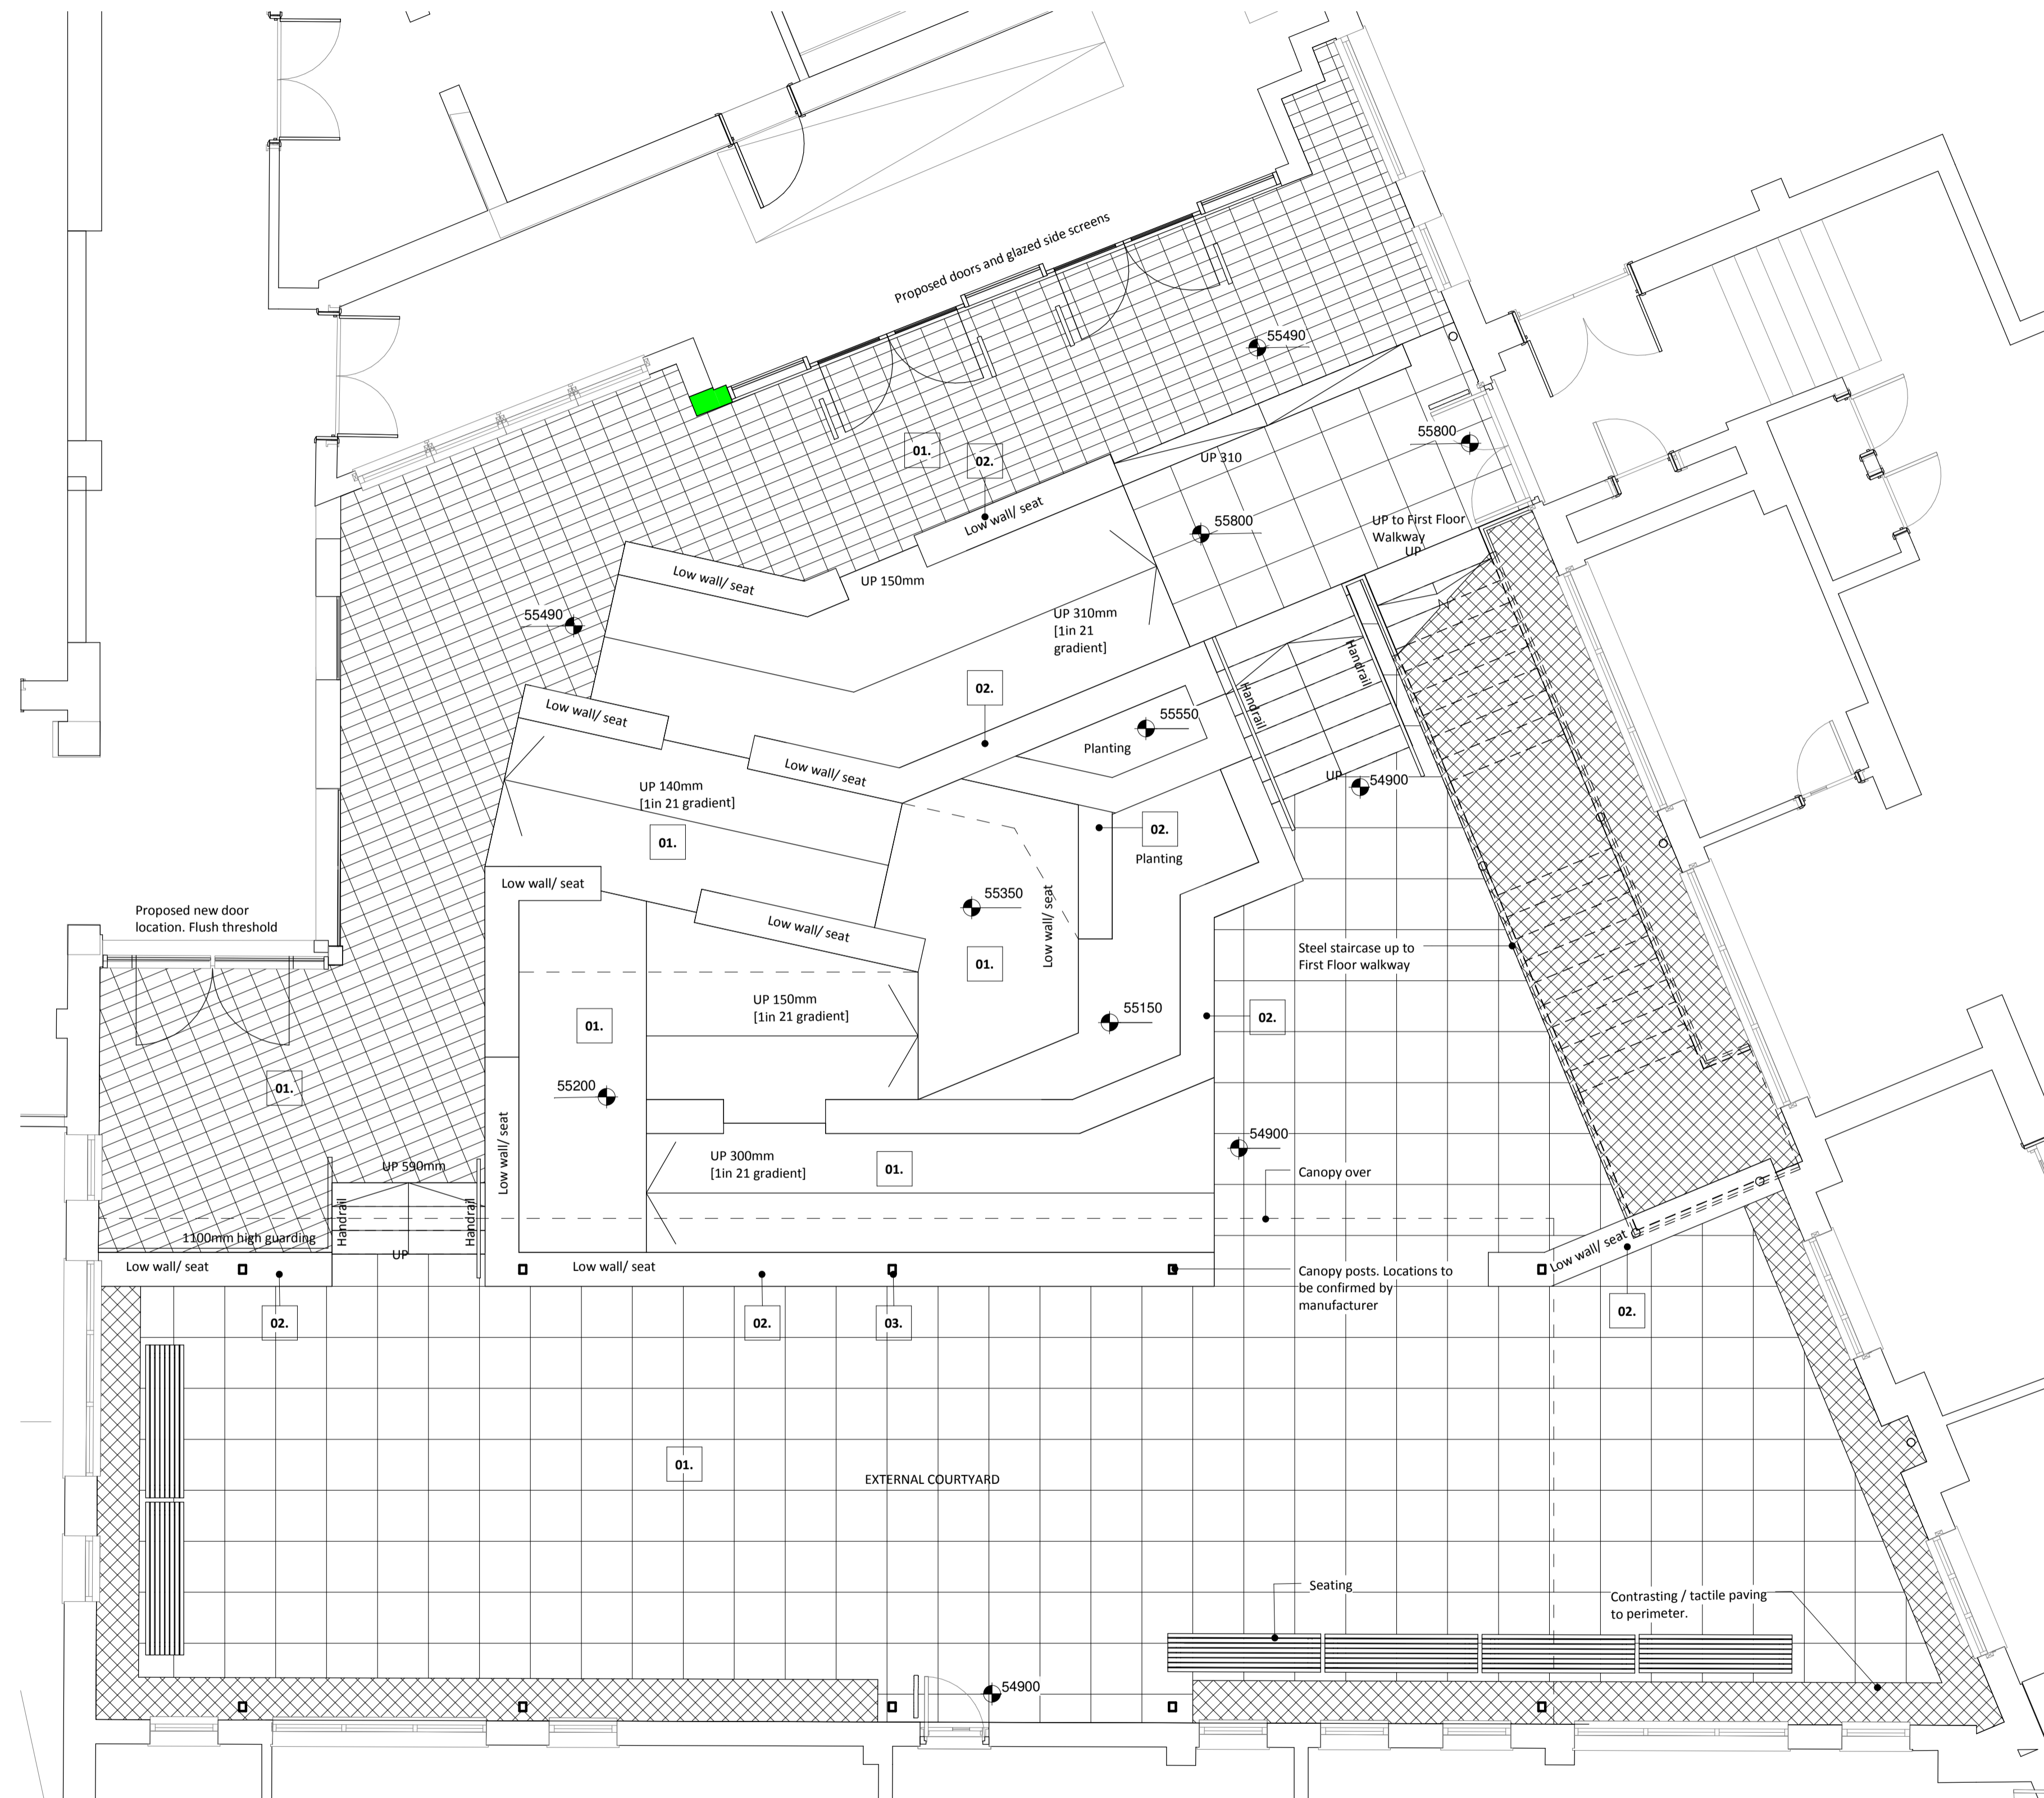 Proposed doors and glazed side screens
55490
01.
02.
Low wall/ seat
UP 310
55800
55800
UP to First Floor
Walkway
UP
Low wall/ seat
UP 150mm
55490
UP 310mm
[1in 21
gradient]
Handrail
Handrail
02.
Low wall/ seat
55550
Planting
Low wall/ seat
UP 140mm
[1in 21 gradient]
01.
UP
54900
02.
Planting
Low wall/ seat
55350
Low wall/ seat
Low wall/ seat
Proposed new door
location. Flush threshold
01.
Steel staircase up to
First Floor walkway
UP 150mm
[1in 21 gradient]
01.
55150
02.
01.
55200
Low wall/ seat
54900
UP 300mm
[1in 21 gradient]
01.
UP 590mm
Canopy over
Handrail
Handrail
1100mm high guarding
UP
Low wall/ seat
Low wall/ seat
Low wall/ seat
Canopy posts. Locations to
be confirmed by
manufacturer
02.
02.
03.
02.
01.
EXTERNAL COURTYARD
Seating
Contrasting / tactile paving
to perimeter.
54900